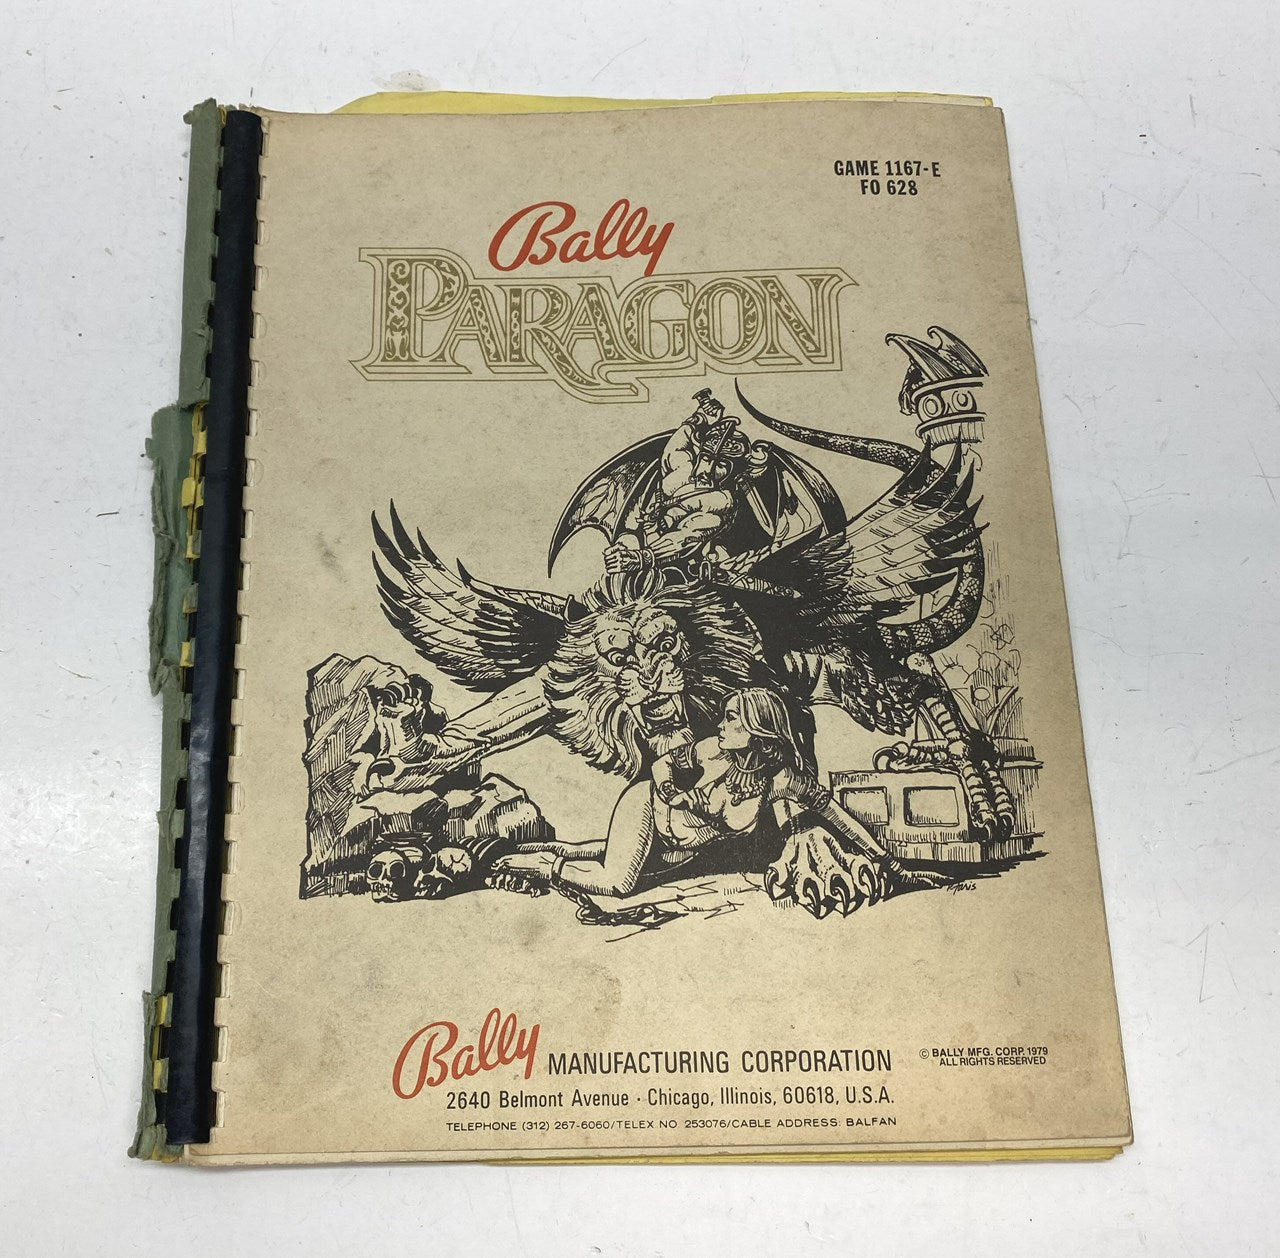 GAME 1167-E
FO 628
Bally
PARAGON
Bally MANUFACTURING CORPORATION
© BALLY MFG. CORP. 1979
ALL RIGHTS RESERVED
2640 Belmont Avenue · Chicago, Illinois, 60618, U.S.A.
TELEPHONE (312) 267-6060/TELEX NO 253076/CABLE ADDRESS: BALFAN